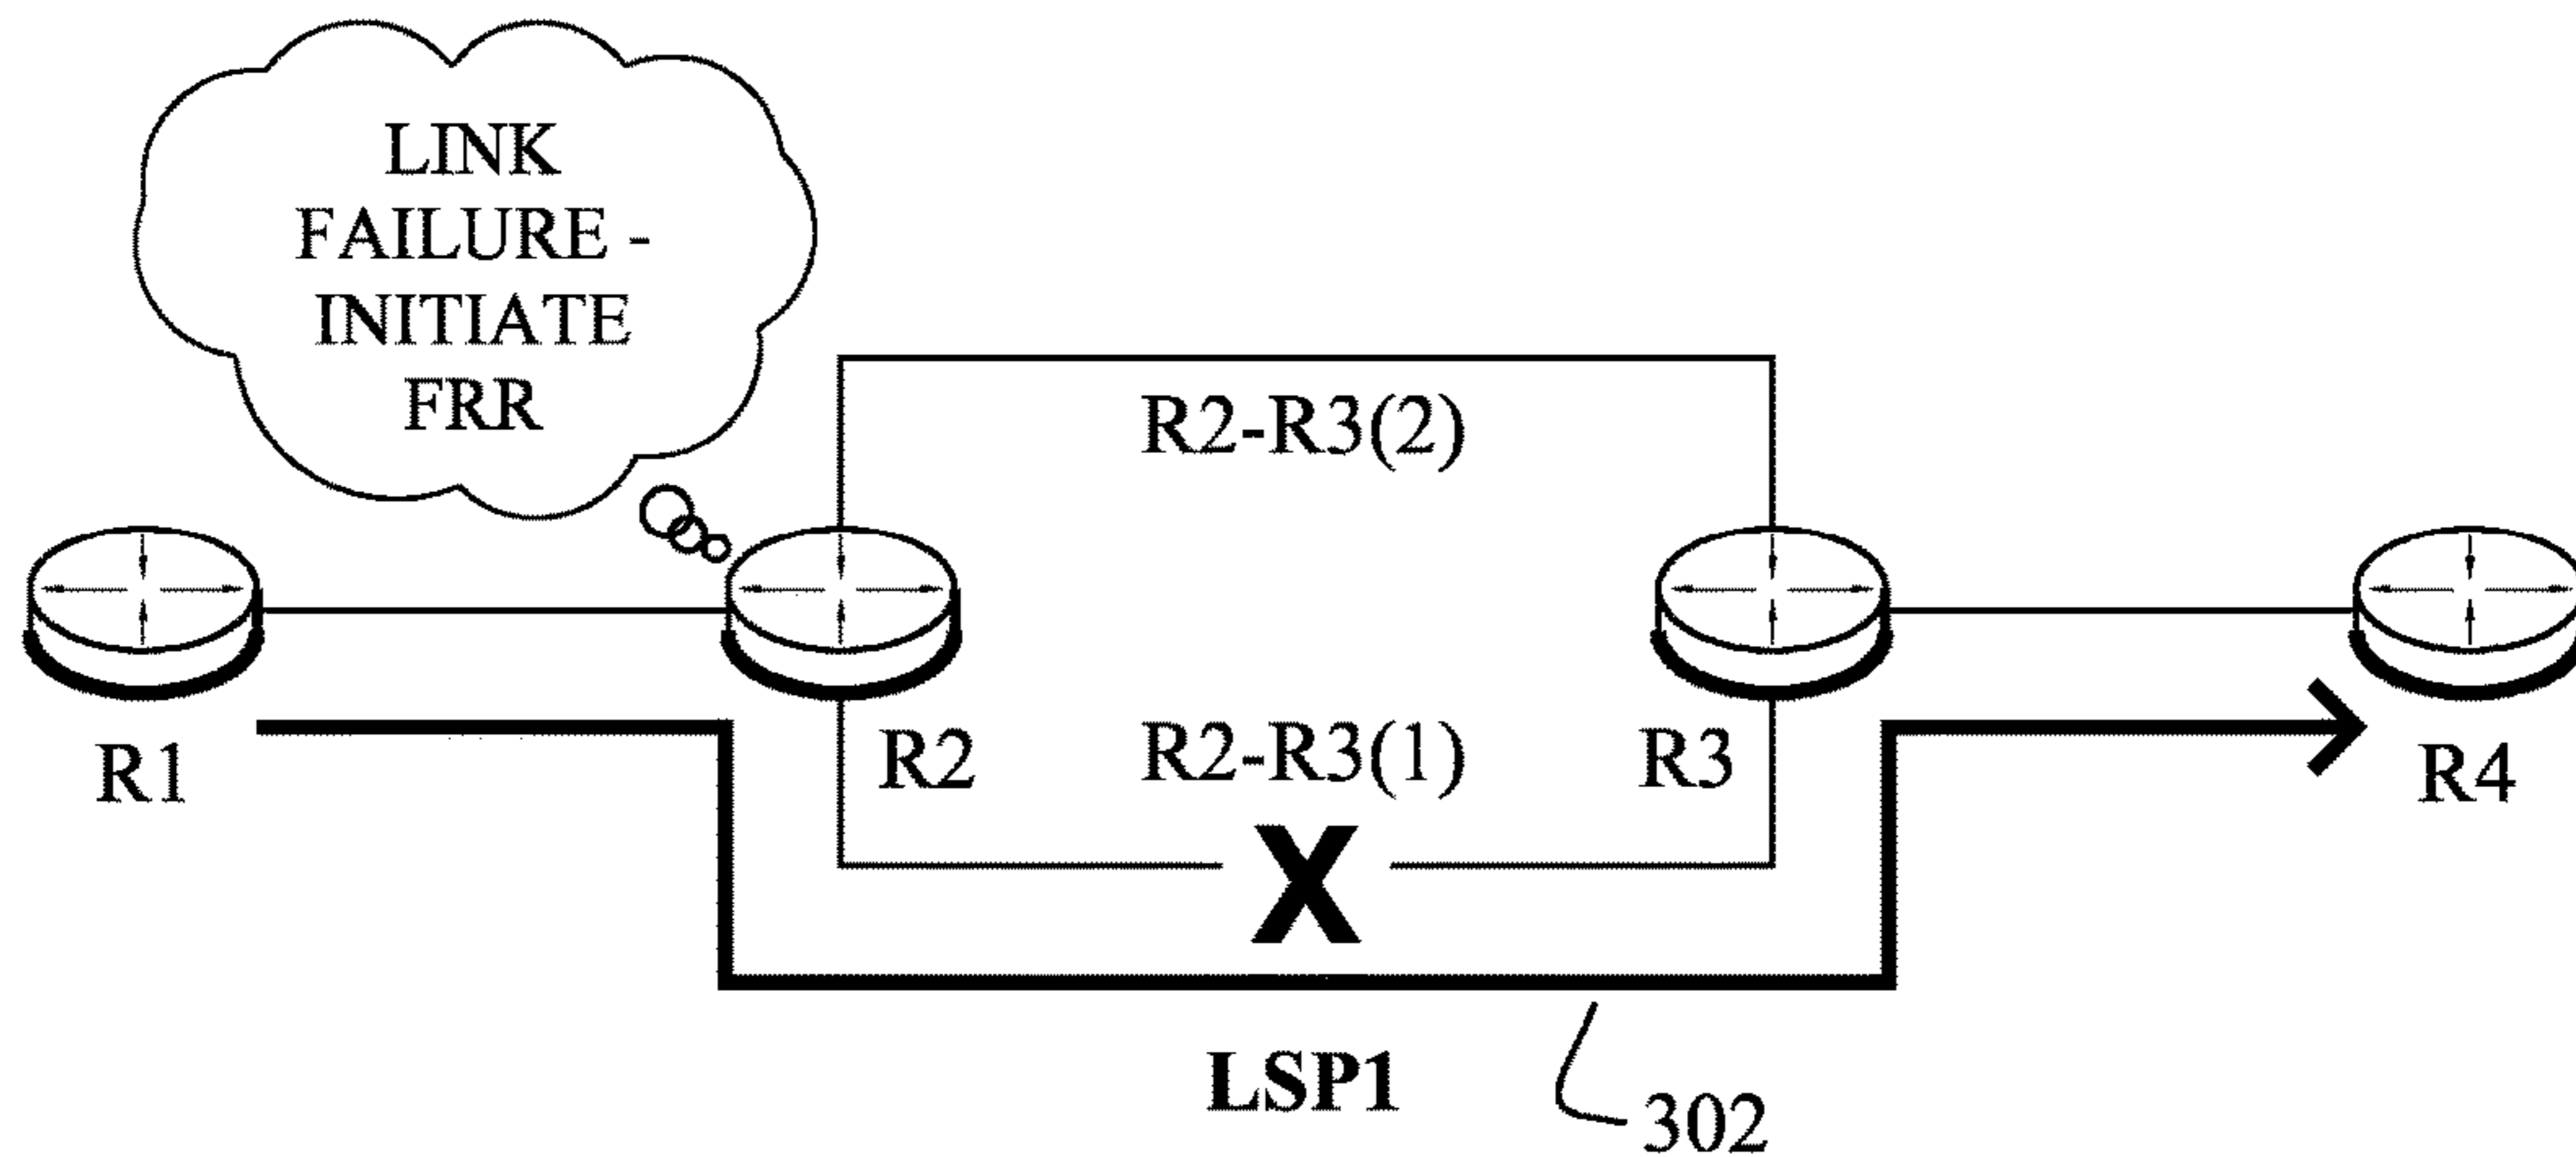 LINK
FAILURE -
INITIATE
FRR
R2-R3(2)
R1
R2
R2-R3(1)
R3
R4
X
LSP1
302